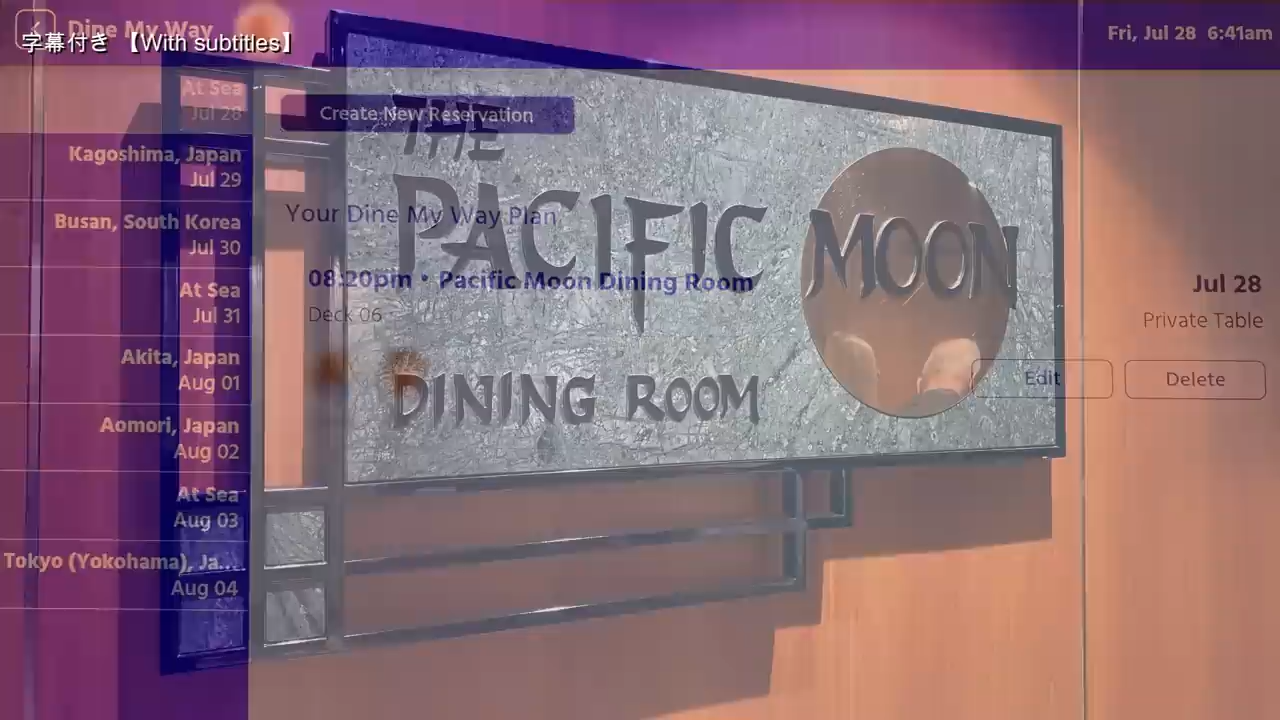 Dine My Way
字幕付き 【With subtitles】
Fri, Jul 28 6:41am
At Sea
Jul 28
Kagoshima, Japan
Jul 29
Busan, South Korea
Jul 30
At Sea
Jul 31
Akita, Japan
Aug 01
Aomori, Japan
Aug 02
At Sea
Aug 03
Tokyo (Yokohama), Ja...
Aug 04
Create New Reservation
Your Dine My Way Plan
08:20pm • Pacific Moon Dining Room
Deck 06
Jul 28
Private Table
Edit
Delete
THE
PACIFIC MOON
DINING ROOM